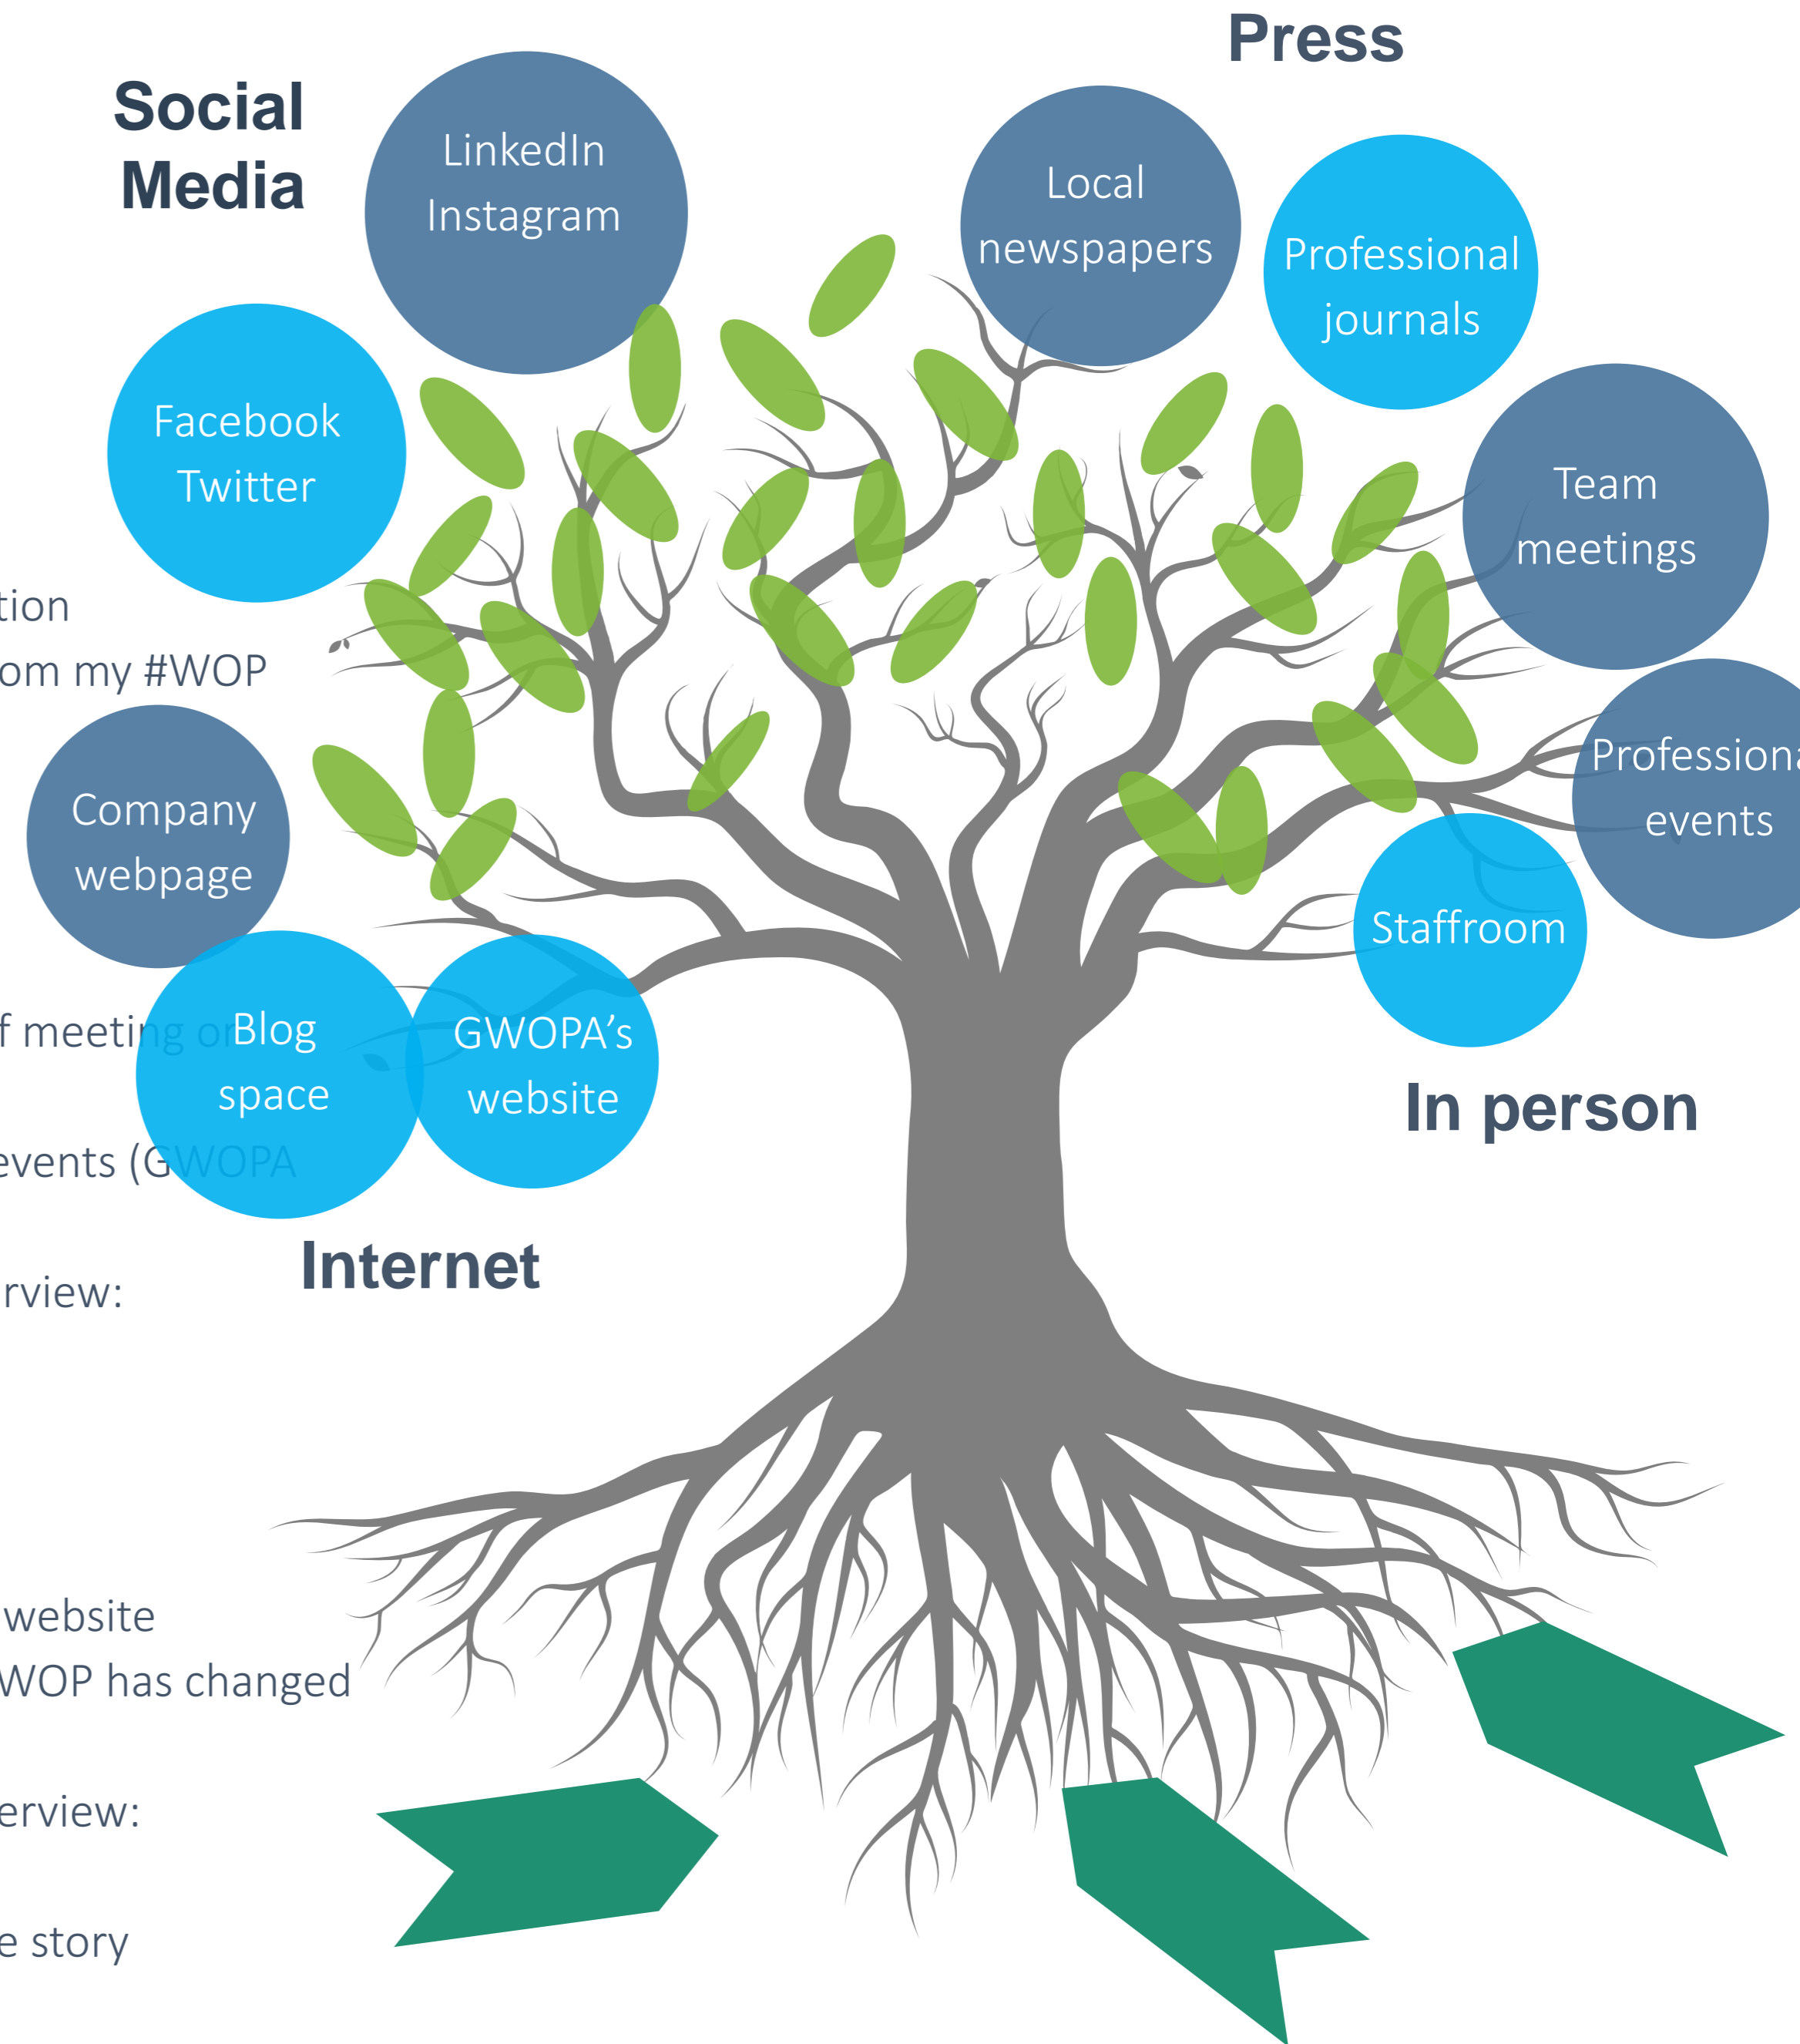 Press
Social
Media
LinkedIn
Instagram
Local
newspapers
Professional
journals
Facebook
Twitter
Team
meetings
tion
om my #WOP
Company
webpage
Professiona
events
Staffroom
f meeting or
Blog
space
GWOPA’s
website
In person
events (GWOPA
Internet
rview:
website
WOP has changed
erview:
e story